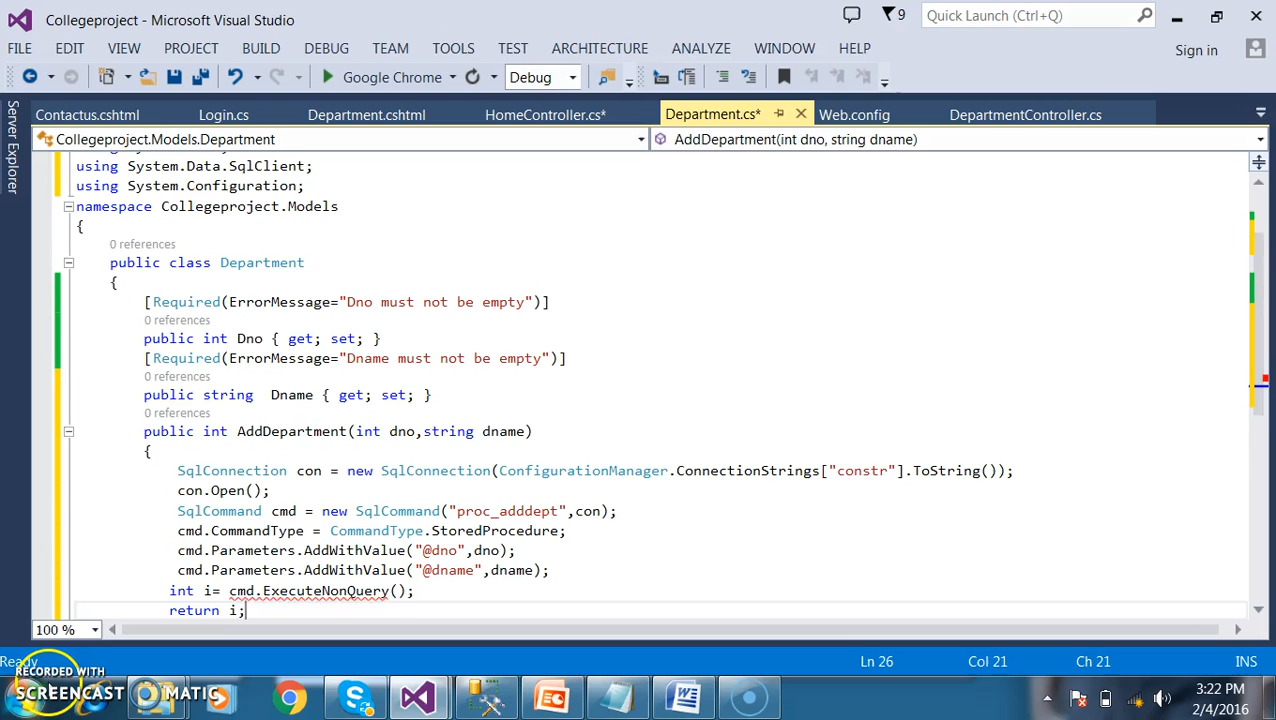 Collegeproject - Microsoft Visual Studio
9
Quick Launch (Ctrl+Q)
FILE EDIT VIEW PROJECT BUILD DEBUG TEAM TOOLS TEST ARCHITECTURE ANALYZE WINDOW HELP
Sign in
Google Chrome
Debug
Server Explorer
Contactus.cshtml Login.cs Department.cshtml HomeController.cs* Department.cs* Web.config DepartmentController.cs
Collegeproject.Models.Department
AddDepartment(int dno, string dname)
using System.Data.SqlClient;
using System.Configuration;
namespace Collegeproject.Models
{
0 references
public class Department
{
[Required(ErrorMessage="Dno must not be empty")]
0 references
public int Dno { get; set; }
[Required(ErrorMessage="Dname must not be empty")]
0 references
public string  Dname { get; set; }
0 references
public int AddDepartment(int dno,string dname)
{
SqlConnection con = new SqlConnection(ConfigurationManager.ConnectionStrings["constr"].ToString());
con.Open();
SqlCommand cmd = new SqlCommand("proc_adddept",con);
cmd.CommandType = CommandType.StoredProcedure;
cmd.Parameters.AddWithValue("@dno",dno);
cmd.Parameters.AddWithValue("@dname",dname);
int i= cmd.ExecuteNonQuery();
return i;
100 %
Ready
Ln 26
Col 21
Ch 21
INS
RECORDED WITH
SCREENCAST MATIC
3:22 PM
2/4/2016